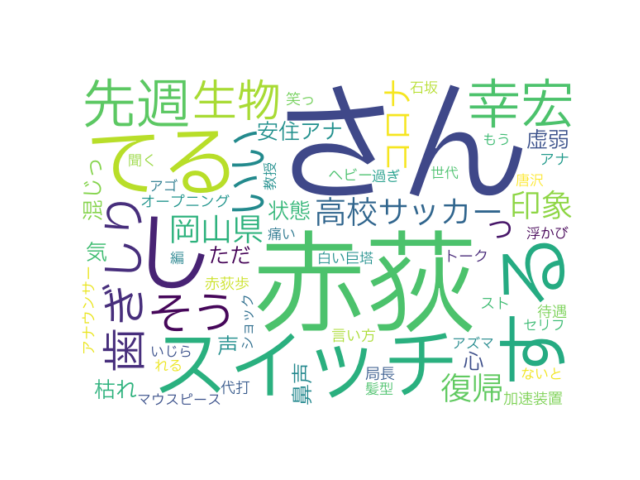 先週
生物
笑っ
さん
コロナ
石坂
幸宏
てる
聞く
いい
安住アナ
もう
虚弱
アナ
混じっ
アゴ
オープニング
教授
ヘビー過ぎ
世代
唐沢
しり
岡山県
状態
高校サッカー
っ
印象
歯ぎしり
し
気
編
ただ
痛い
赤荻
白い巨塔
トーク
浮かび
する
アナウンサー
赤荻歩
そう
ショック
声
スイッチ
言い方
アズマ
スト
待遇
セリフ
いじら
れる
枯れ
代打
マウスピース
鼻声
局長
髪型
心
復帰
ないと
加速装置